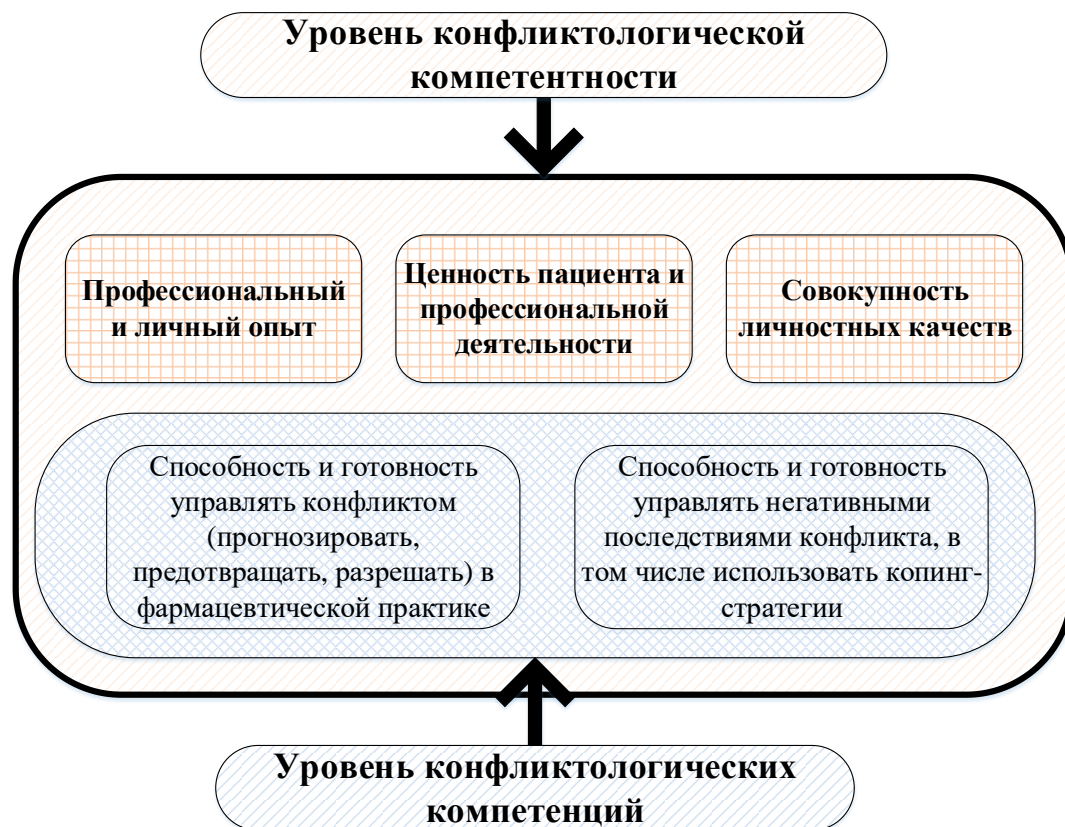 Уровень конфликтологической
компетентности
Профессиональный
и личный опыт
Ценность пациента и
профессиональной
деятельности
Совокупность
личностных качеств
Способность и готовность
управлять конфликтом
(прогнозировать,
предотвращать, разрешать) в
фармацевтической практике
Способность и готовность
управлять негативными
последствиями конфликта, в
том числе использовать копинг-
стратегии
Уровень конфликтологических
компетенций